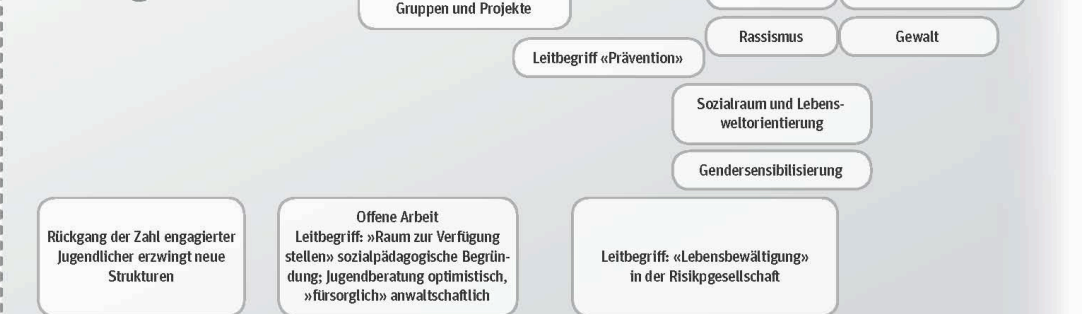 Gruppen und Projekte
Rassismus
Gewalt
Leitbegriff «Prävention»
Sozialraum und Lebens-
weltorientierung
Gendersensibilisierung
Rückgang der Zahl engagierter
Jugendlicher erzwingt neue
Strukturen
Offene Arbeit
Leitbegriff: »Raum zur Verfügung
stellen» sozialpädagogische Begrün-
dung; Jugendberatung optimistisch,
»fürsorglich» anwaltschaftlich
Leitbegriff: «Lebensbewältigung»
in der Risikpgesellschaft